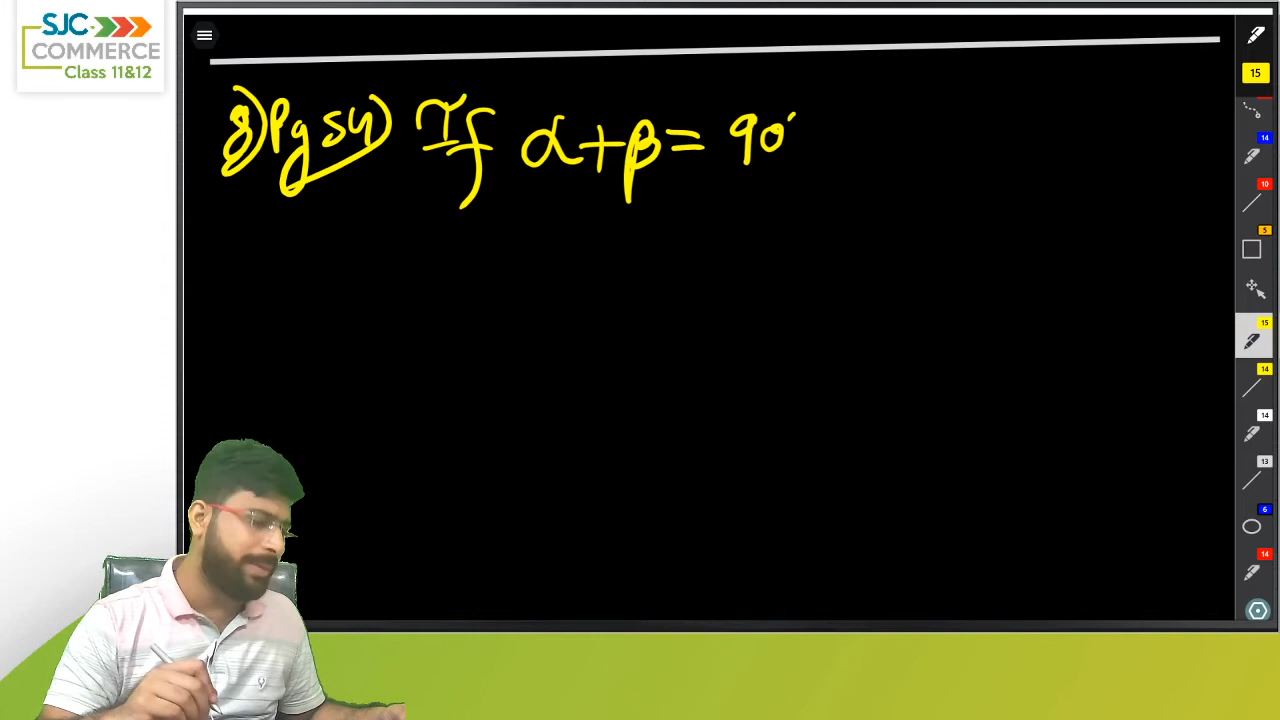 SJC
COMMERCE
Class 11&12
8) Pg 54) If α+β= 90°
15
14
10
5
15
14
14
13
6
14